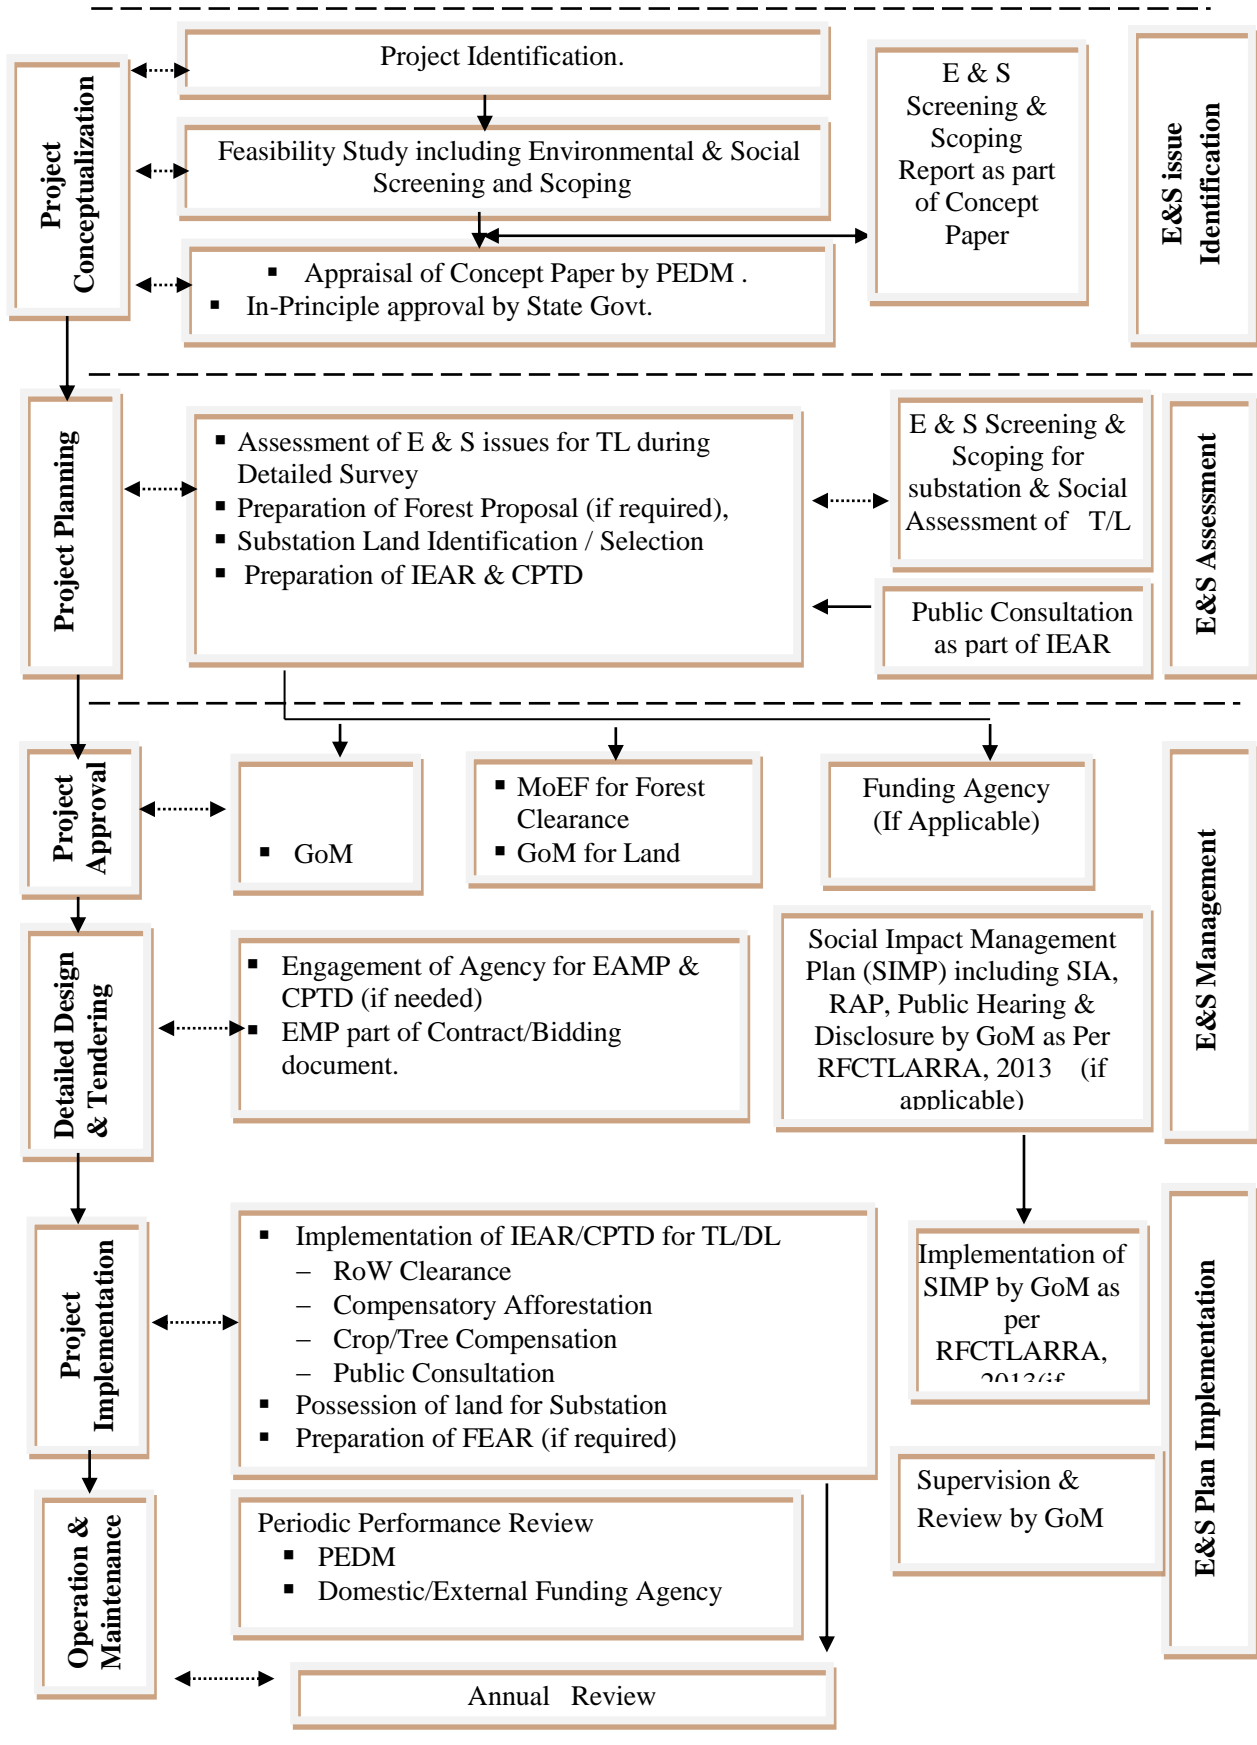 Project
Conceptualization
Project Identification.
Feasibility Study including Environmental & Social
Screening and Scoping
▪ Appraisal of Concept Paper by PEDM .
▪ In-Principle approval by State Govt.
E & S
Screening &
Scoping
Report as part
of Concept
Paper
E&S issue
Identification
Project Planning
▪ Assessment of E & S issues for TL during
Detailed Survey
▪ Preparation of Forest Proposal (if required),
▪ Substation Land Identification / Selection
▪ Preparation of IEAR & CPTD
E & S Screening &
Scoping for
substation & Social
Assessment of T/L
Public Consultation
as part of IEAR
E&S Assessment
Project
Approval
▪ GoM
▪ MoEF for Forest
Clearance
▪ GoM for Land
Funding Agency
(If Applicable)
Detailed Design
& Tendering
▪ Engagement of Agency for EAMP &
CPTD (if needed)
▪ EMP part of Contract/Bidding
document.
Social Impact Management
Plan (SIMP) including SIA,
RAP, Public Hearing &
Disclosure by GoM as Per
RFCTLARRA, 2013 (if
applicable)
E&S Management
Project
Implementation
▪ Implementation of IEAR/CPTD for TL/DL
– RoW Clearance
– Compensatory Afforestation
– Crop/Tree Compensation
– Public Consultation
▪ Possession of land for Substation
▪ Preparation of FEAR (if required)
Implementation of
SIMP by GoM as
per
RFCTLARRA,
2013(if
Supervision &
Review by GoM
E&S Plan Implementation
Operation &
Maintenance
Periodic Performance Review
▪ PEDM
▪ Domestic/External Funding Agency
Annual Review